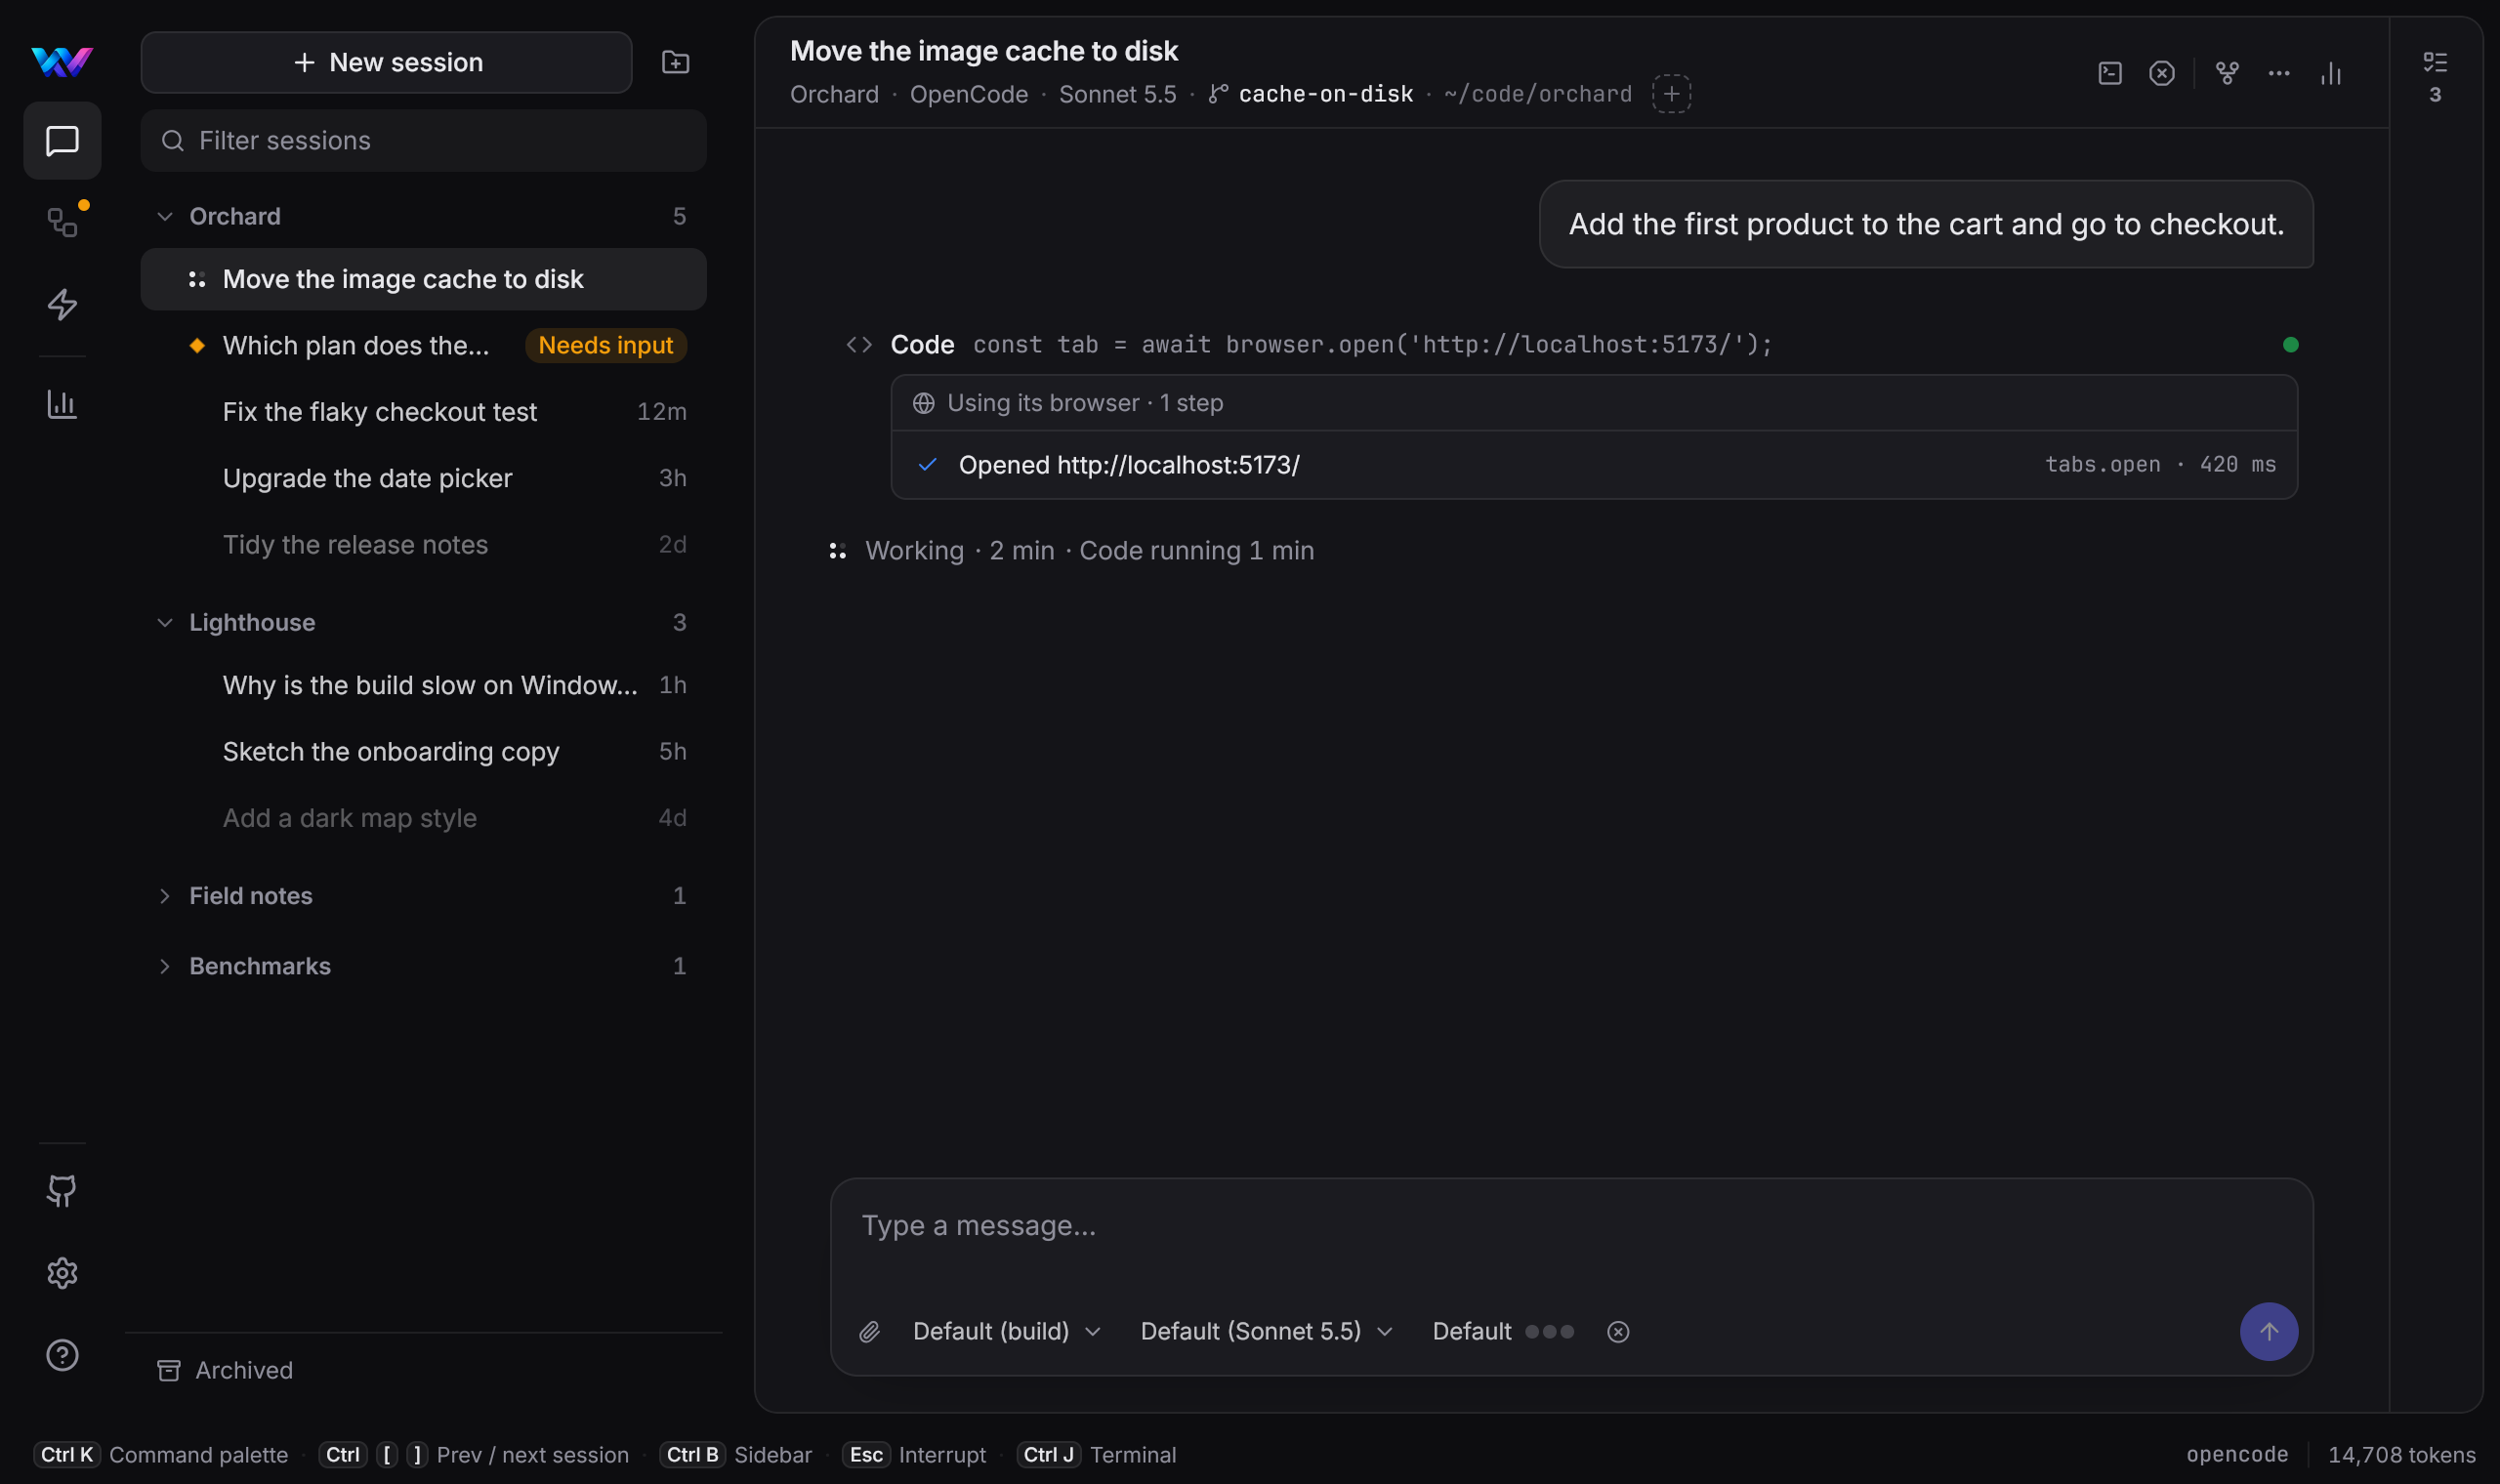 New session
Filter sessions
Orchard 5
Move the image cache to disk
Which plan does the... Needs input
Fix the flaky checkout test 12m
Upgrade the date picker 3h
Tidy the release notes 2d
Lighthouse 3
Why is the build slow on Window... 1h
Sketch the onboarding copy 5h
Add a dark map style 4d
Field notes 1
Benchmarks 1
Archived
Move the image cache to disk
Orchard · OpenCode · Sonnet 5.5 · cache-on-disk · ~/code/orchard
3
Add the first product to the cart and go to checkout.
Code const tab = await browser.open('http://localhost:5173/');
Using its browser · 1 step
Opened http://localhost:5173/ tabs.open · 420 ms
Working · 2 min · Code running 1 min
Type a message...
Default (build) Default (Sonnet 5.5) Default
Ctrl K Command palette · Ctrl [ ] Prev / next session · Ctrl B Sidebar · Esc Interrupt · Ctrl J Terminal
opencode 14,708 tokens